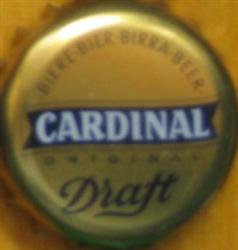 BIERE-BIER-BIRRA-BEER
CARDINAL
ORIGINAL
Draft